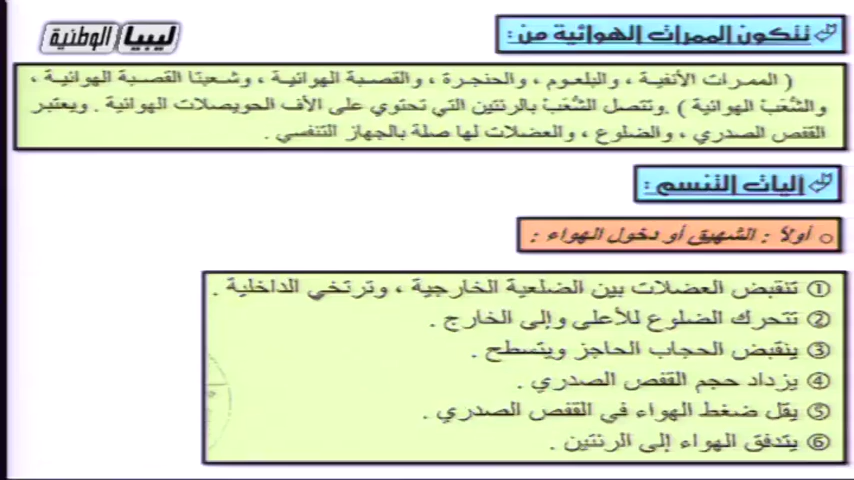 ليبيا الوطنية
تتكون الممرات الهوائية من :
( الممرات الأنفية ، والبلعوم ، والحنجرة ، والقصبة الهوائية ، وشعبتا القصبة الهوائية ،
والشُّعَبْ الهوائية ) .وتتصل الشُّعَبْ بالرئتين التي تحتوي على الأف الحويصلات الهوائية . ويعتبر
القفص الصدري ، والضلوع ، والعضلات لها صلة بالجهاز التنفسي .
آليات التنسم :
أولاً : الشهيق أو دخول الهواء :
① تنقبض العضلات بين الضلعية الخارجية ، وترتخي الداخلية .
② تتحرك الضلوع للأعلى وإلى الخارج .
③ ينقبض الحجاب الحاجز ويتسطح .
④ يزداد حجم القفص الصدري .
⑤ يقل ضغط الهواء في القفص الصدري .
⑥ يتدفق الهواء إلى الرئتين .